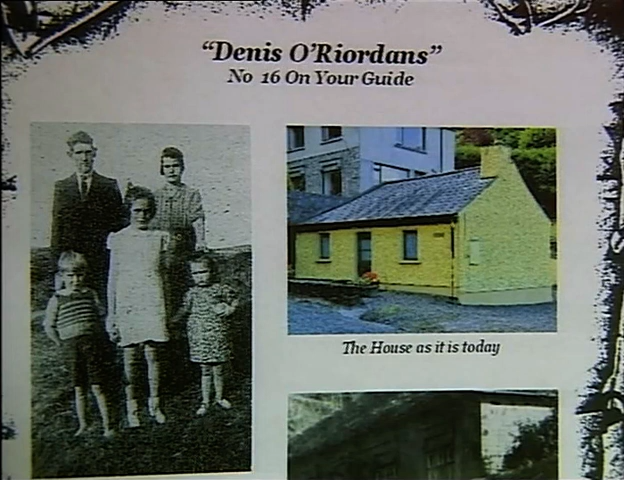 "Denis O'Riordans"
No 16 On Your Guide
The House as it is today